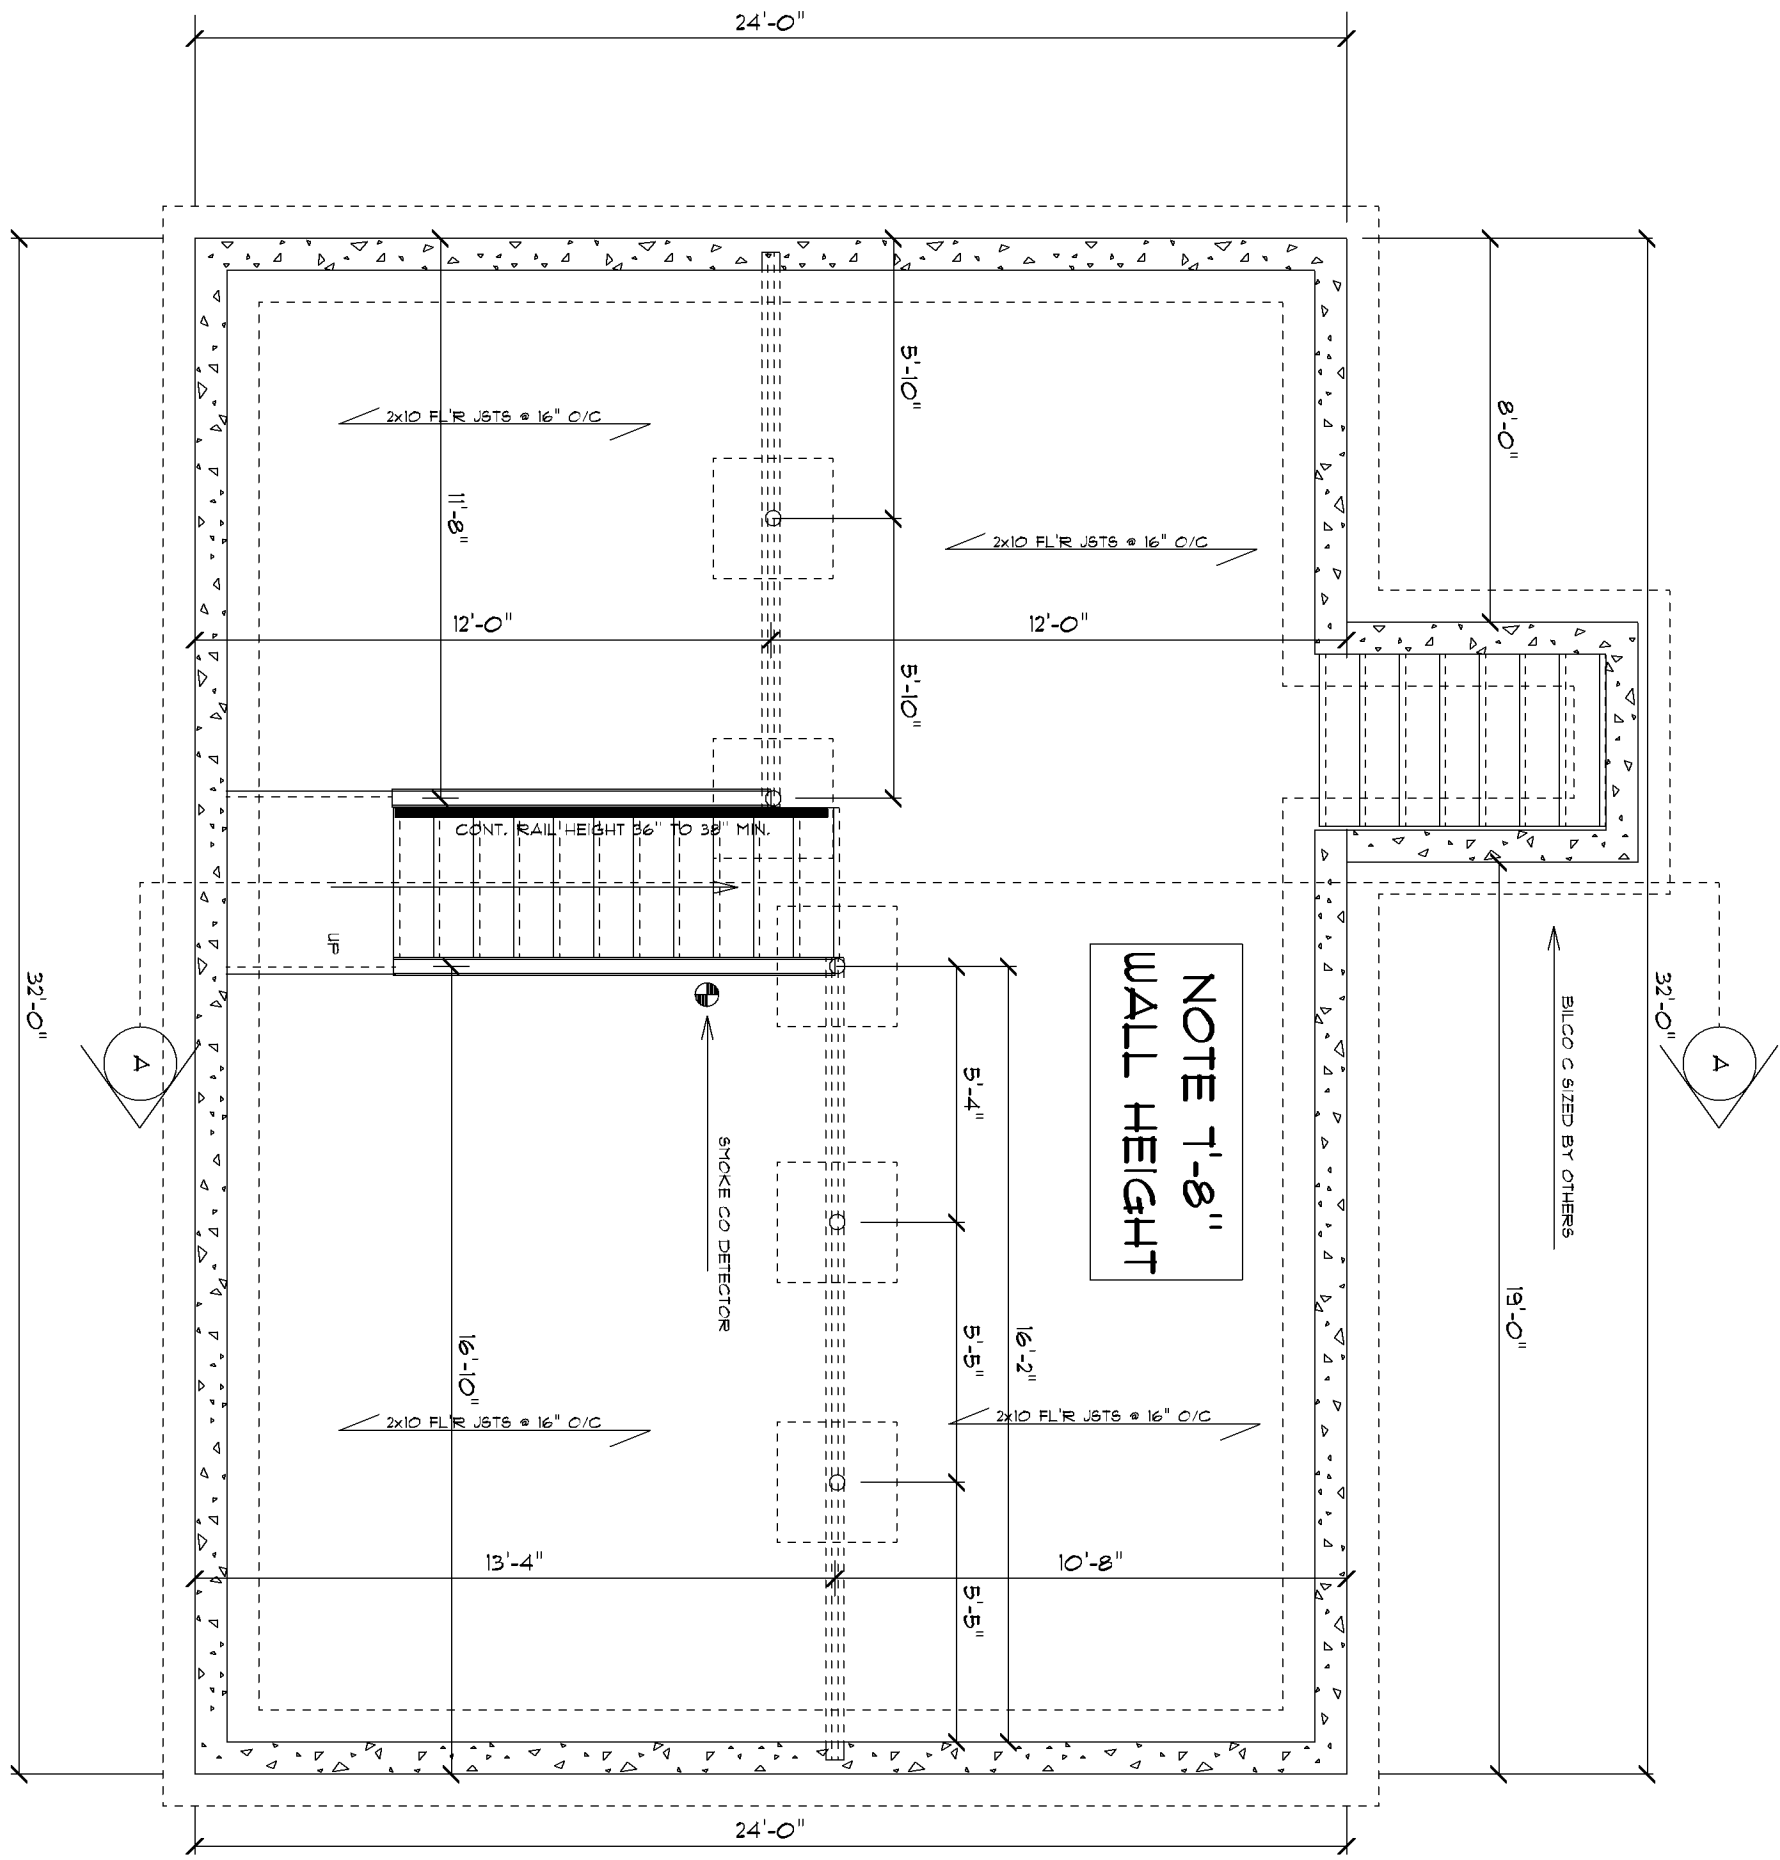 24'-0"
5'-10"
8'-0"
2x10 FL'R JSTS @ 16" O/C
11'-8"
2x10 FL'R JSTS @ 16" O/C
12'-0"
12'-0"
5'-10"
CONT. RAIL HEIGHT 36" TO 38" MIN.
UP
32'-0"
32'-0"
A
A
NOTE 7'-8"
WALL HEIGHT
BILCO C SIZED BY OTHERS
5'-4"
SMOKE CO DETECTOR
19'-0"
16'-10"
5'-5"
16'-2"
2x10 FL'R JSTS @ 16" O/C
2x10 FL'R JSTS @ 16" O/C
13'-4"
10'-8"
5'-5"
24'-0"